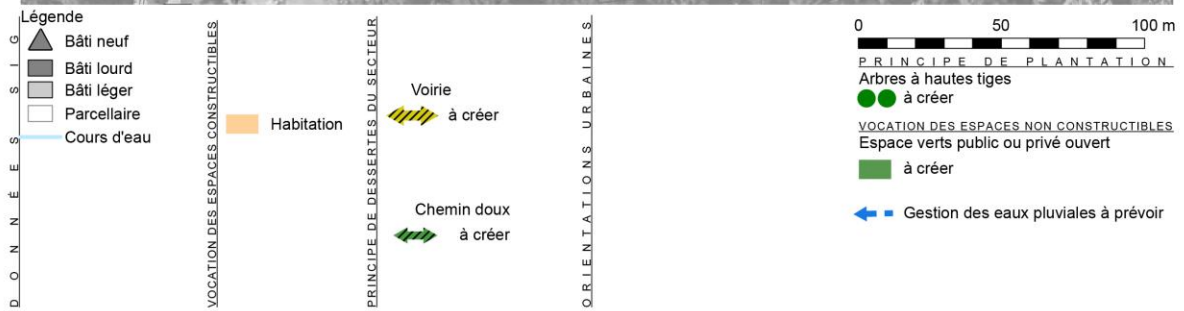 Légende
DONNÉES SIG
Bâti neuf
Bâti lourd
Bâti léger
Parcellaire
Cours d'eau
VOCATION DES ESPACES CONSTRUCTIBLES
Habitation
PRINCIPE DE DESSERTES DU SECTEUR
Voirie
à créer
Chemin doux
à créer
ORIENTATIONS URBAINES
0 50 100 m
PRINCIPE DE PLANTATION
Arbres à hautes tiges
à créer
VOCATION DES ESPACES NON CONSTRUCTIBLES
Espace verts public ou privé ouvert
à créer
Gestion des eaux pluviales à prévoir